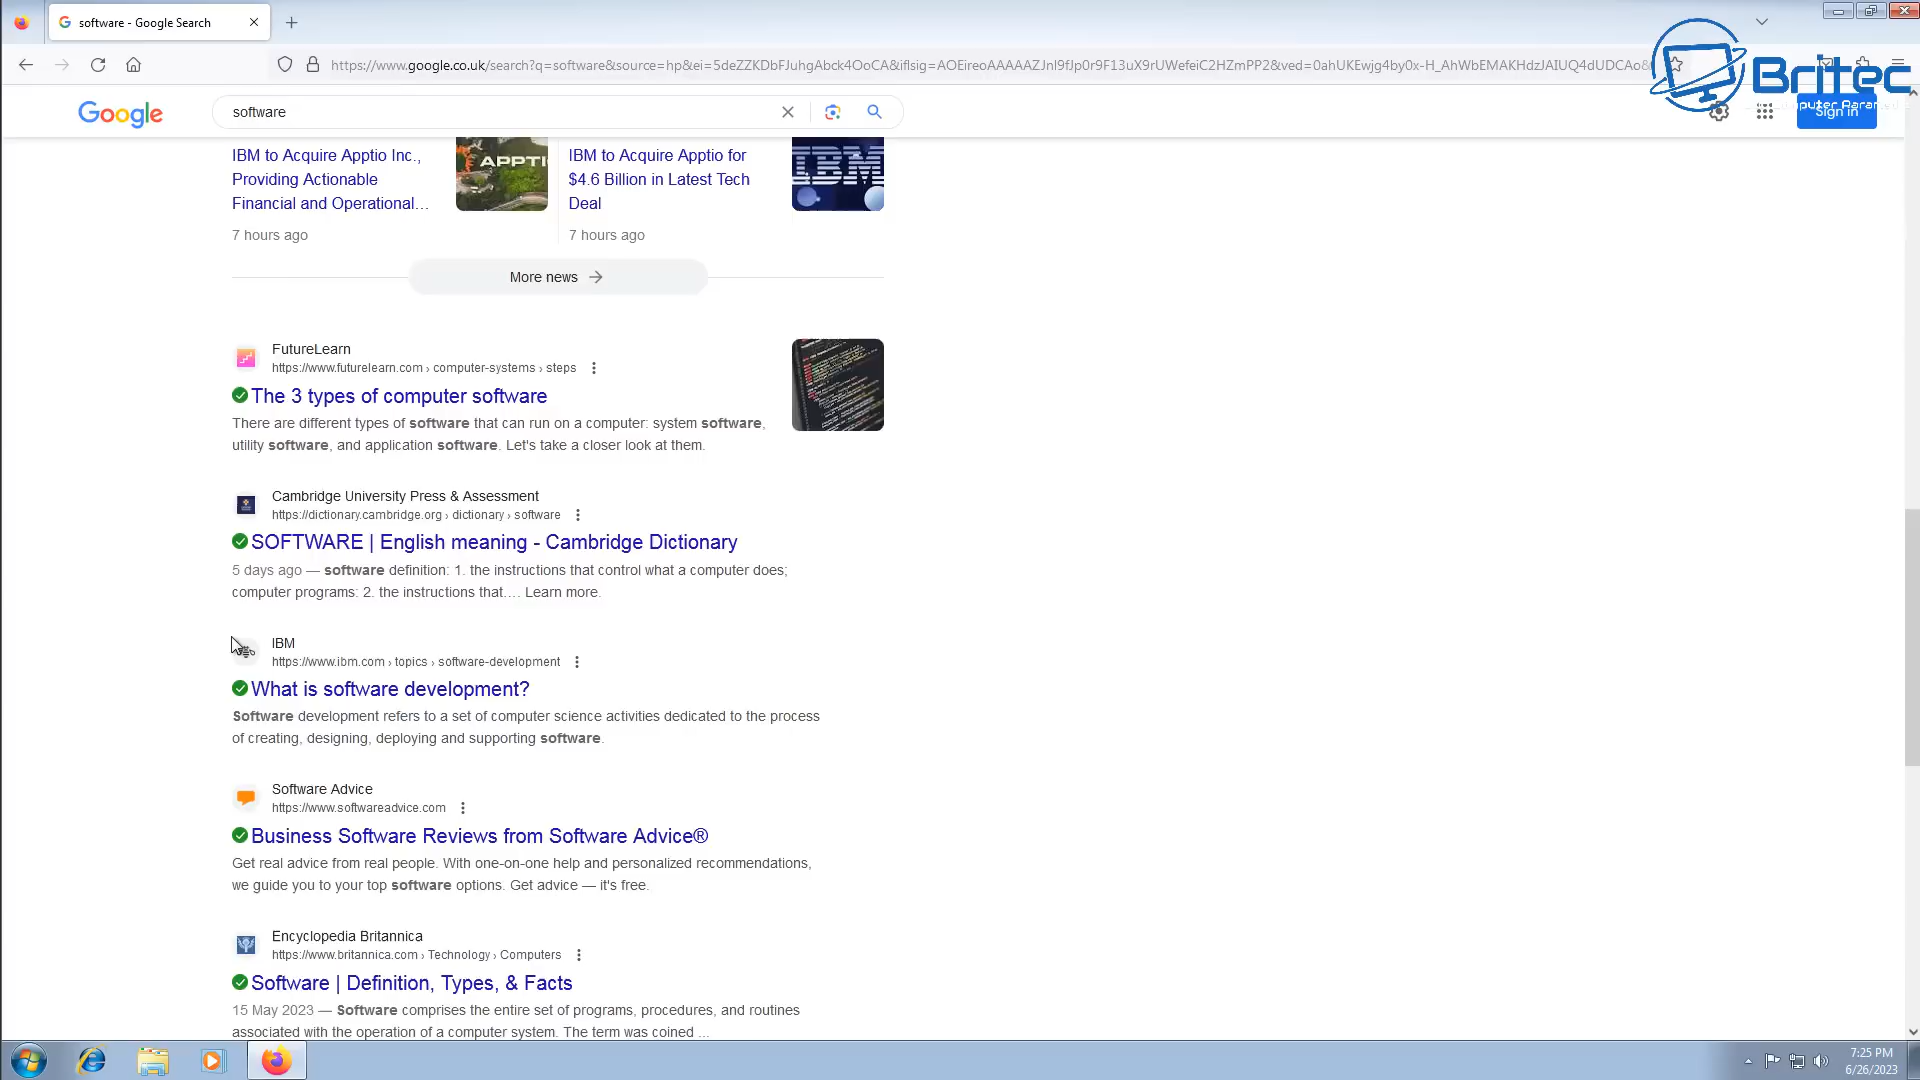 software - Google Search
https://www.google.co.uk/search?q=software&source=hp&ei=5deZZKDbFJuhgAbck4OoCA&iflsig=AOEireoAAAAAZJnl9fJp0r9F13uX9rUWefeiC2HZmPP2&ved=0ahUKEwjg4by0x-H_AhWbEMAKHdzJAIUQ4dUDCAo&
Britec
Computer Repairs
Google
software
Sign in
IBM to Acquire Apptio Inc.,
Providing Actionable
Financial and Operational...
7 hours ago
APPTI
IBM to Acquire Apptio for
$4.6 Billion in Latest Tech
Deal
7 hours ago
IBM
More news
FutureLearn
https://www.futurelearn.com › computer-systems › steps
The 3 types of computer software
There are different types of software that can run on a computer: system software,
utility software, and application software. Let's take a closer look at them.
Cambridge University Press & Assessment
https://dictionary.cambridge.org › dictionary › software
SOFTWARE | English meaning - Cambridge Dictionary
5 days ago — software definition: 1. the instructions that control what a computer does;
computer programs: 2. the instructions that.... Learn more.
IBM
https://www.ibm.com › topics › software-development
What is software development?
Software development refers to a set of computer science activities dedicated to the process
of creating, designing, deploying and supporting software.
Software Advice
https://www.softwareadvice.com
Business Software Reviews from Software Advice®
Get real advice from real people. With one-on-one help and personalized recommendations,
we guide you to your top software options. Get advice — it's free.
Encyclopedia Britannica
https://www.britannica.com › Technology › Computers
Software | Definition, Types, & Facts
15 May 2023 — Software comprises the entire set of programs, procedures, and routines
associated with the operation of a computer system. The term was coined ...
7:25 PM
6/26/2023